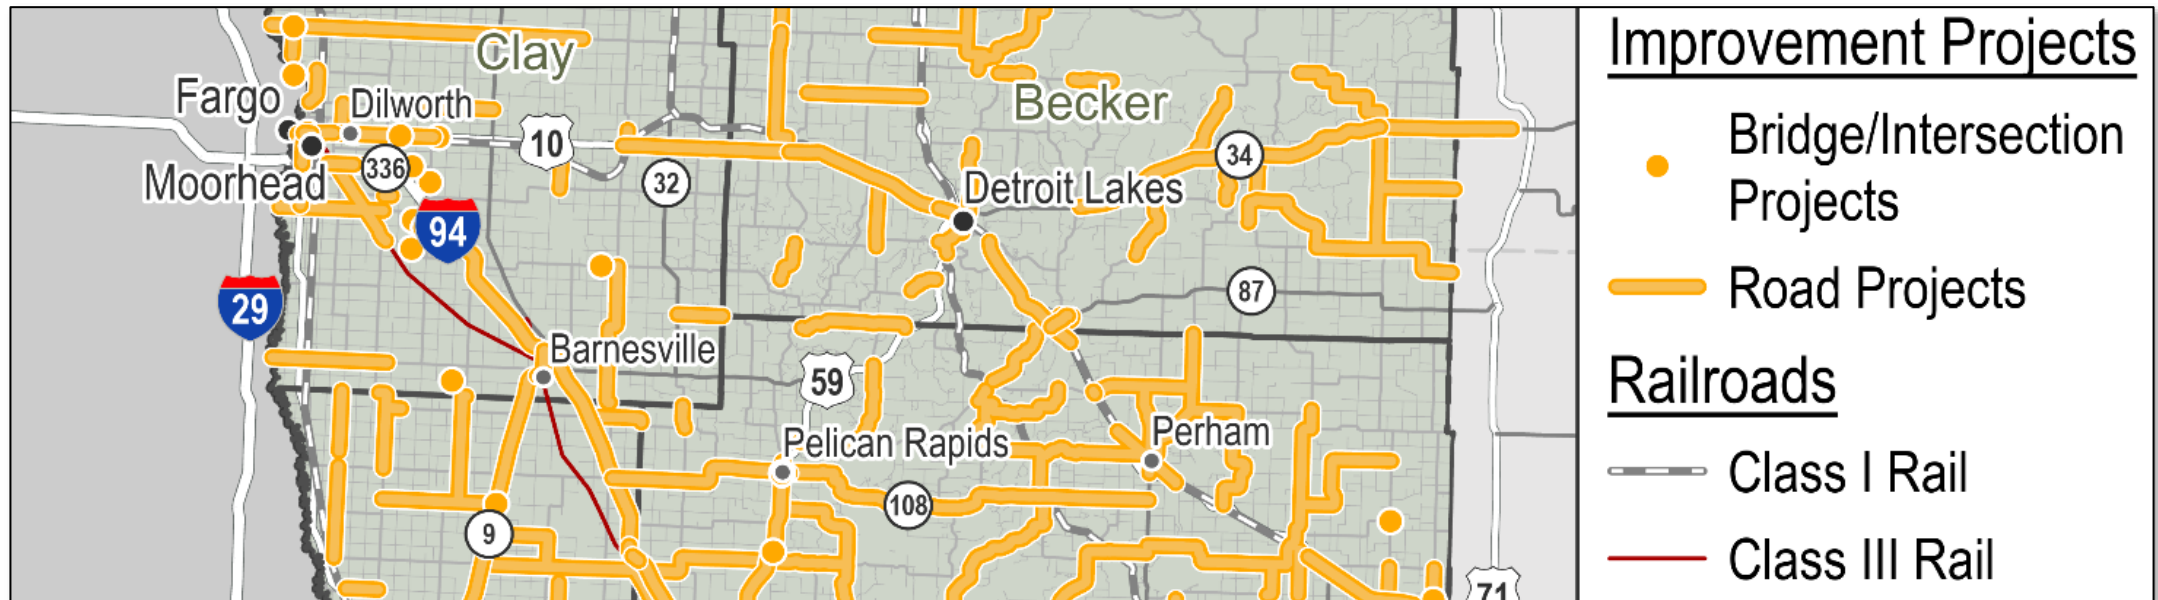 Clay
Fargo
Dilworth
Becker
10
34
336
32
Moorhead
Detroit Lakes
94
29
87
Barnesville
59
Pelican Rapids
Perham
108
9
71
Improvement Projects
Bridge/Intersection
Projects
Road Projects
Railroads
Class I Rail
Class III Rail